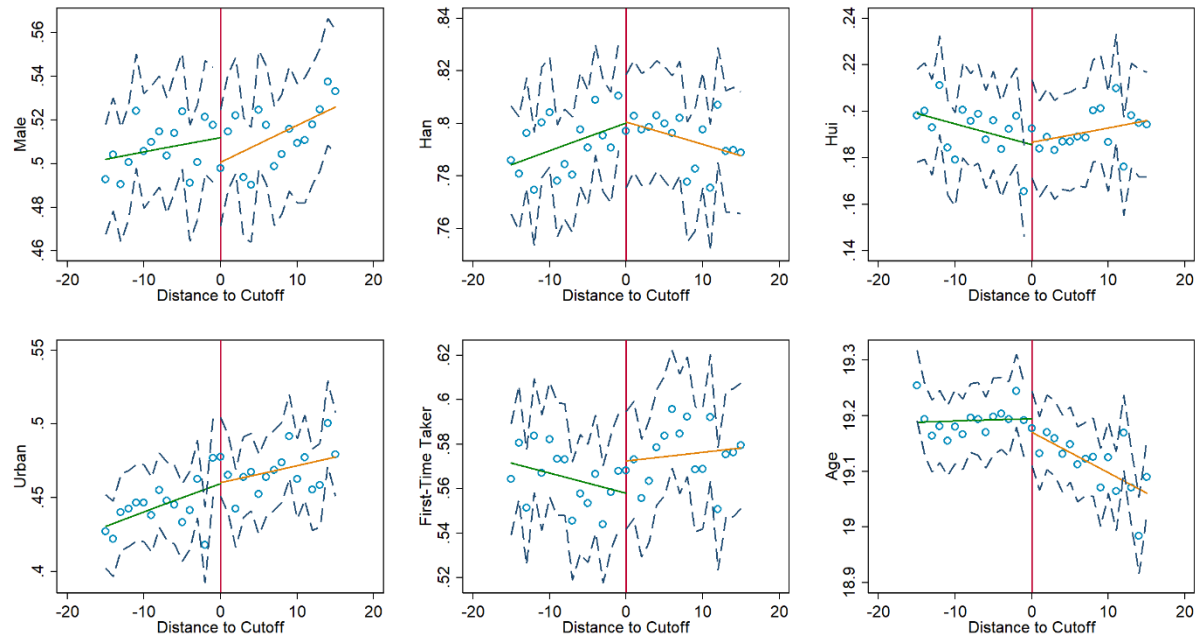 Male
.46 .48 .5 .52 .54 .56
-20 -10 0 10 20
Distance to Cutoff
Han
.76 .78 .8 .82 .84
-20 -10 0 10 20
Distance to Cutoff
Hui
.14 .16 .18 .2 .22 .24
-20 -10 0 10 20
Distance to Cutoff
Urban
.4 .45 .5 .55
-20 -10 0 10 20
Distance to Cutoff
First-Time Taker
.52 .54 .56 .58 .6 .62
-20 -10 0 10 20
Distance to Cutoff
Age
18.9 19 19.1 19.2 19.3
-20 -10 0 10 20
Distance to Cutoff